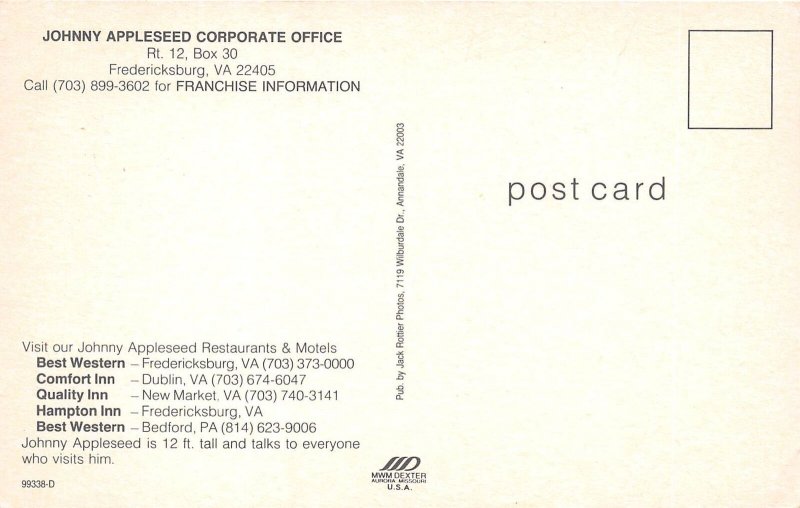 JOHNNY APPLESEED CORPORATE OFFICE
Rt. 12, Box 30
Fredericksburg, VA 22405
Call (703) 899-3602 for FRANCHISE INFORMATION
post card
Pub. by Jack Rottier Photos, 7119 Wilburdale Dr., Annandale, VA 22003
Visit our Johnny Appleseed Restaurants & Motels
Best Western – Fredericksburg, VA (703) 373-0000
Comfort Inn – Dublin, VA (703) 674-6047
Quality Inn – New Market, VA (703) 740-3141
Hampton Inn – Fredericksburg, VA
Best Western – Bedford, PA (814) 623-9006
Johnny Appleseed is 12 ft. tall and talks to everyone
who visits him.
99338-D
MWM DEXTER
AURORA MISSOURI
U.S.A.